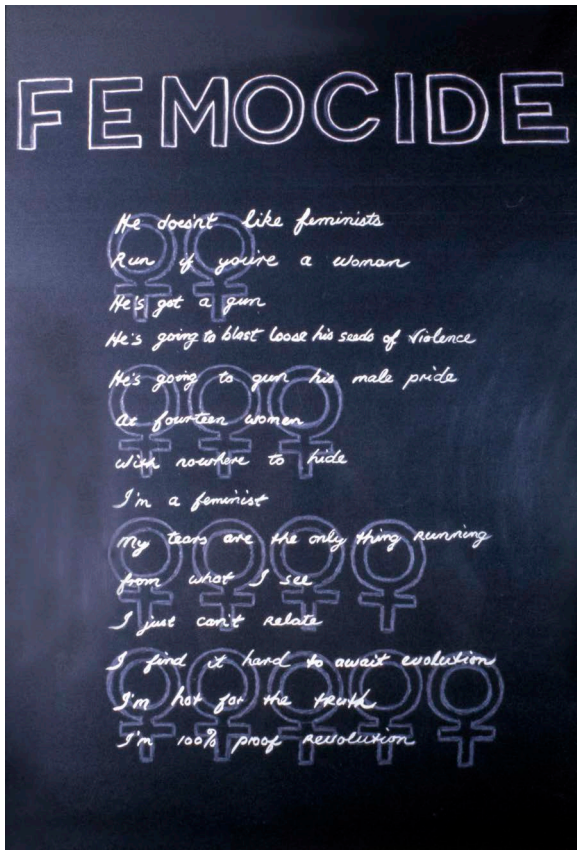 FEMOCIDE
He does'nt like feminists
Run if you're a woman
He's got a gun
He's going to blast loose his seeds of violence
He's going to gun his male pride
At fourteen women
with nowhere to hide
I'm a feminist
My tears are the only thing running
from what I see
I just can't relate
I find it hard to await evolution
I'm hot for the truth
I'm 100% proof revolution